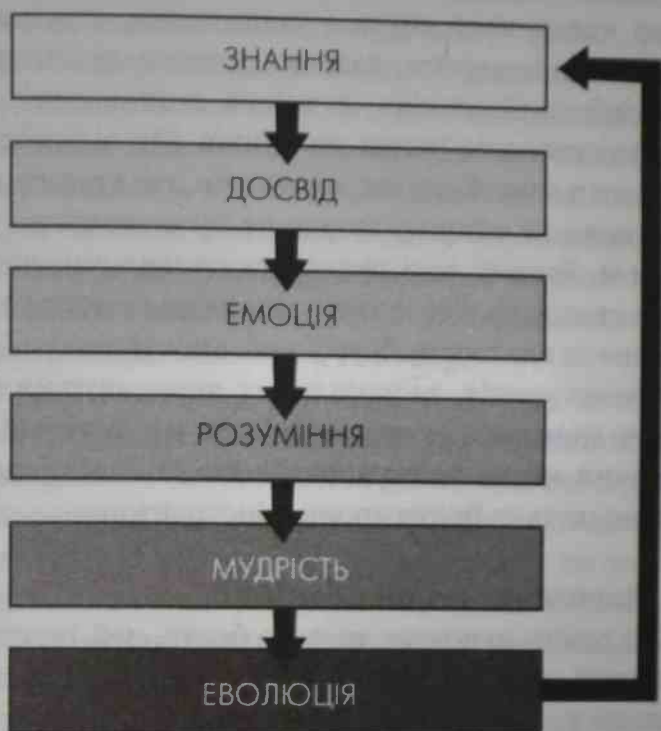 ЗНАННЯ
ДОСВІД
ЕМОЦІЯ
РОЗУМІННЯ
МУДРІСТЬ
ЕВОЛЮЦІЯ